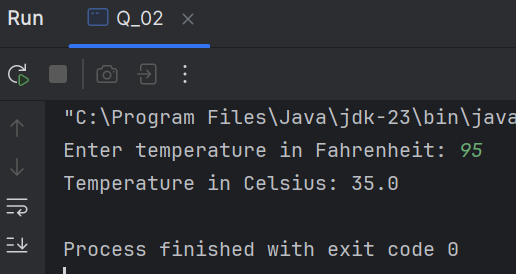 Run Q_02
"C:\Program Files\Java\jdk-23\bin\java
Enter temperature in Fahrenheit: 95
Temperature in Celsius: 35.0
Process finished with exit code 0